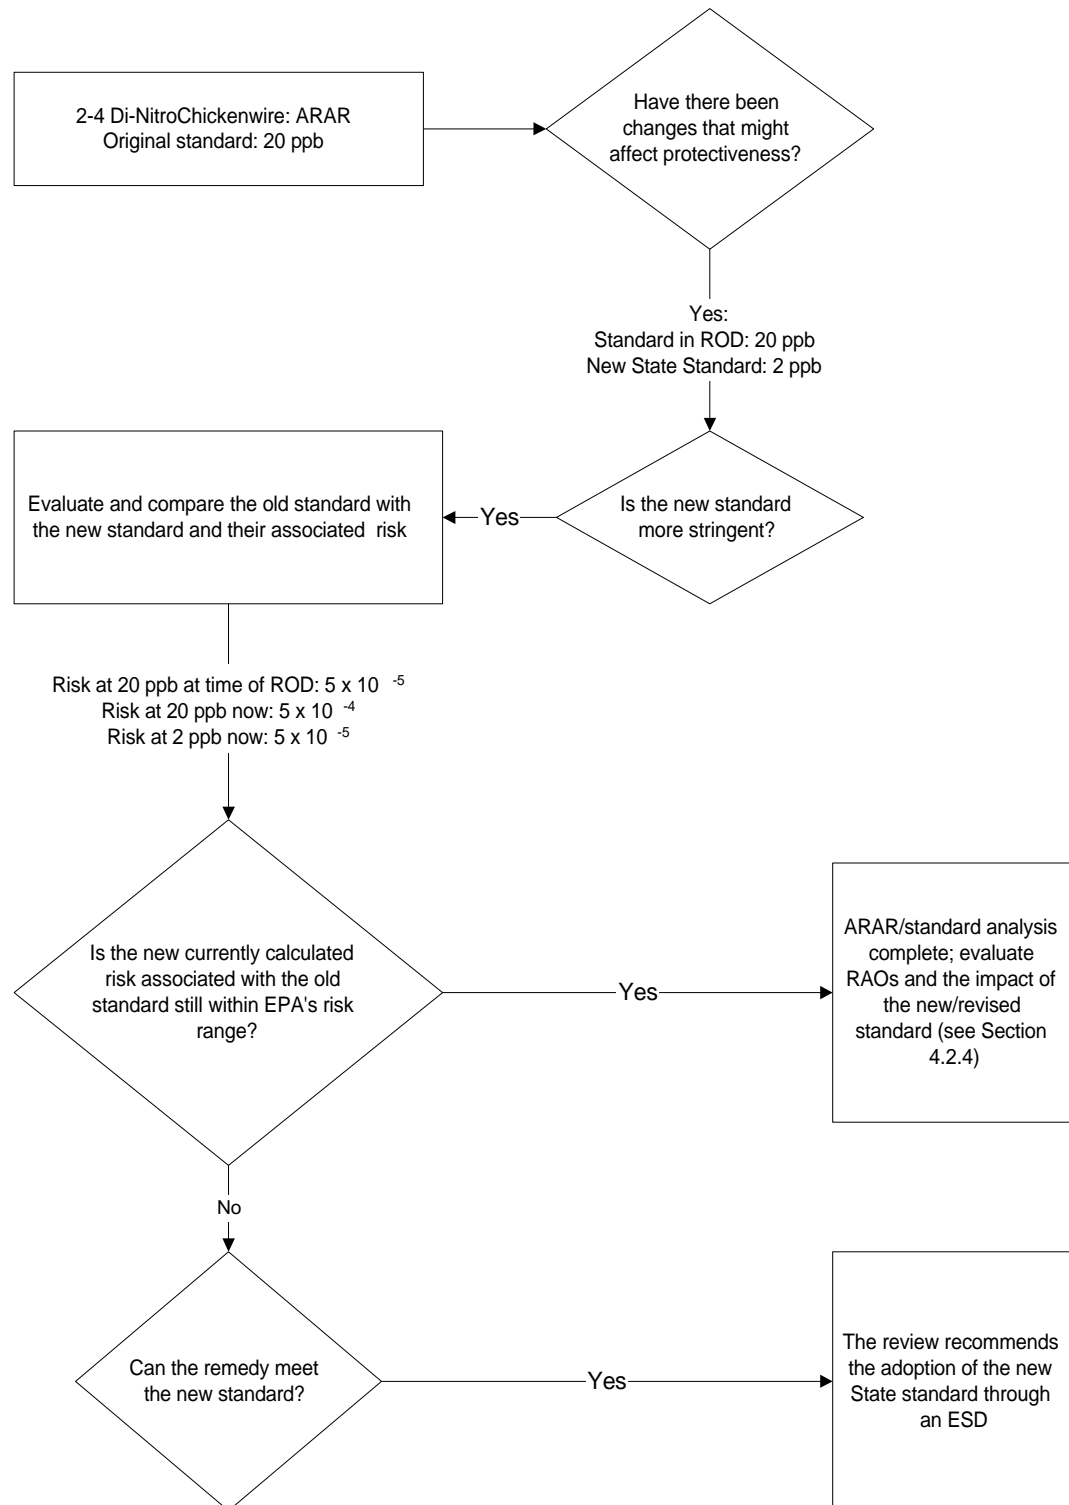 2-4 Di-NitroChickenwire: ARAR
Original standard: 20 ppb
Have there been
changes that might
affect protectiveness?
Yes:
Standard in ROD: 20 ppb
New State Standard: 2 ppb
Is the new standard
more stringent?
Yes
Evaluate and compare the old standard with
the new standard and their associated risk
Risk at 20 ppb at time of ROD: 5 x 10 -5
Risk at 20 ppb now: 5 x 10 -4
Risk at 2 ppb now: 5 x 10 -5
Is the new currently calculated
risk associated with the old
standard still within EPA's risk
range?
Yes
ARAR/standard analysis
complete; evaluate
RAOs and the impact of
the new/revised
standard (see Section
4.2.4)
No
Can the remedy meet
the new standard?
Yes
The review recommends
the adoption of the new
State standard through
an ESD